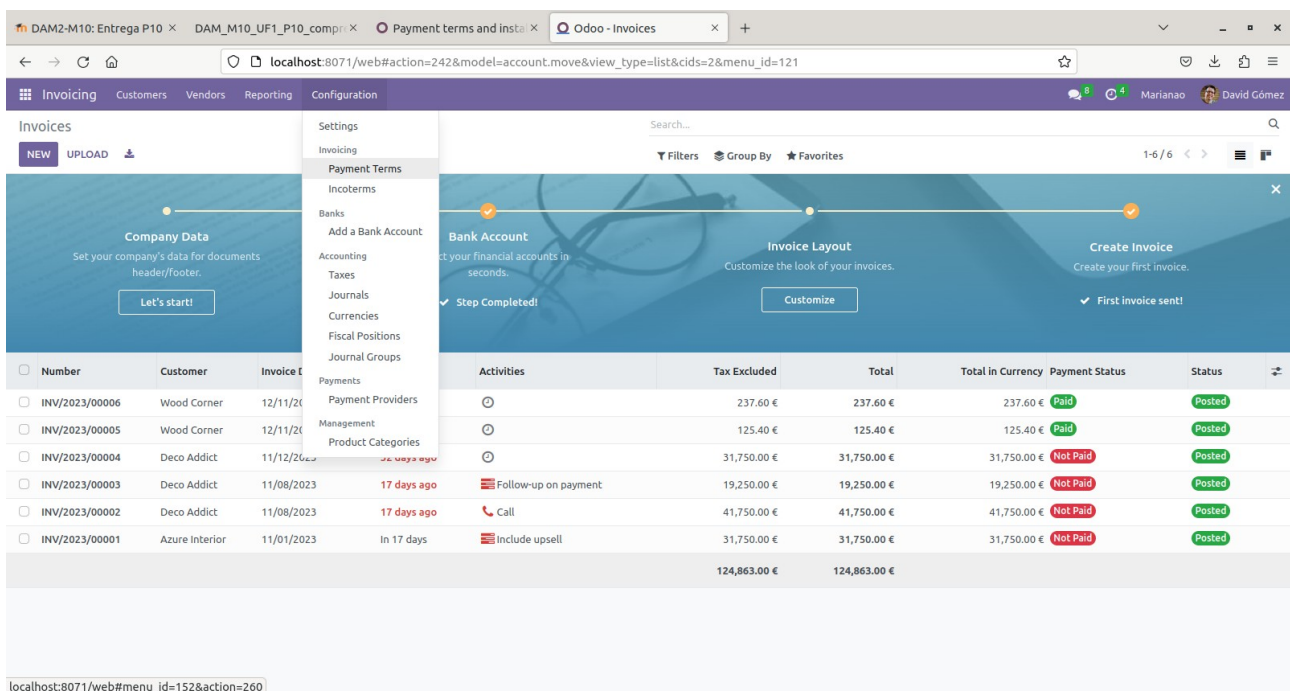 DAM2-M10: Entrega P10 × DAM_M10_UF1_P10_compr × Payment terms and insta × Odoo - Invoices × +
localhost:8071/web#action=242&model=account.move&view_type=list&cids=2&menu_id=121
Invoicing Customers Vendors Reporting Configuration 8 4 Marianao David Gómez
Invoices Search...
NEW UPLOAD Filters Group By Favorites 1-6 / 6
Settings
Invoicing
Payment Terms
Incoterms
Banks
Add a Bank Account
Accounting
Taxes
Journals
Currencies
Fiscal Positions
Journal Groups
Payments
Payment Providers
Management
Product Categories
Company Data
Set your company's data for documents
header/footer.
Let's start!
Bank Account
your financial accounts in
seconds.
Step Completed!
Invoice Layout
Customize the look of your invoices.
Customize
Create Invoice
Create your first invoice.
First invoice sent!
Number Customer Invoice Activities Tax Excluded Total Total in Currency Payment Status Status
INV/2023/00006 Wood Corner 12/11/20 237.60 € 237.60 € 237.60 € Paid Posted
INV/2023/00005 Wood Corner 12/11/20 125.40 € 125.40 € 125.40 € Paid Posted
INV/2023/00004 Deco Addict 11/12/2023 days ago 31,750.00 € 31,750.00 € 31,750.00 € Not Paid Posted
INV/2023/00003 Deco Addict 11/08/2023 17 days ago Follow-up on payment 19,250.00 € 19,250.00 € 19,250.00 € Not Paid Posted
INV/2023/00002 Deco Addict 11/08/2023 17 days ago Call 41,750.00 € 41,750.00 € 41,750.00 € Not Paid Posted
INV/2023/00001 Azure Interior 11/01/2023 In 17 days Include upsell 31,750.00 € 31,750.00 € 31,750.00 € Not Paid Posted
124,863.00 € 124,863.00 €
localhost:8071/web#menu_id=152&action=260